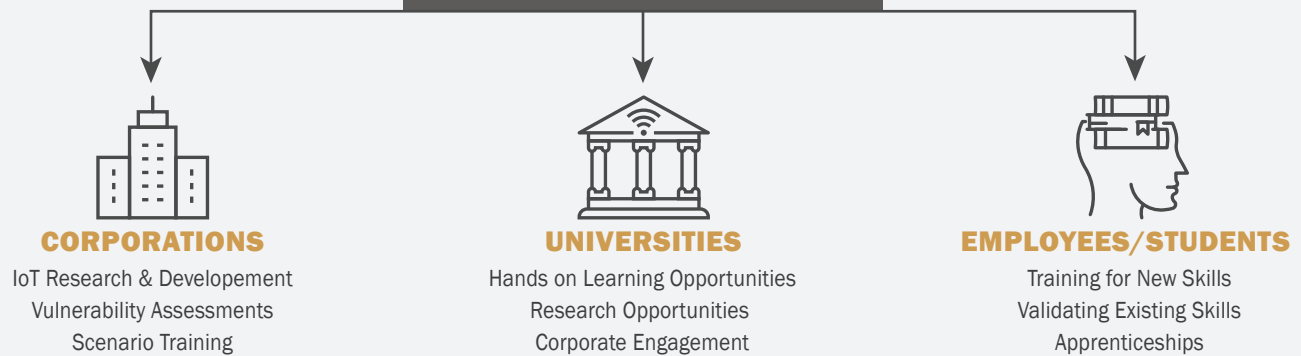 CORPORATIONS
IoT Research & Developement
Vulnerability Assessments
Scenario Training
UNIVERSITIES
Hands on Learning Opportunities
Research Opportunities
Corporate Engagement
EMPLOYEES/STUDENTS
Training for New Skills
Validating Existing Skills
Apprenticeships